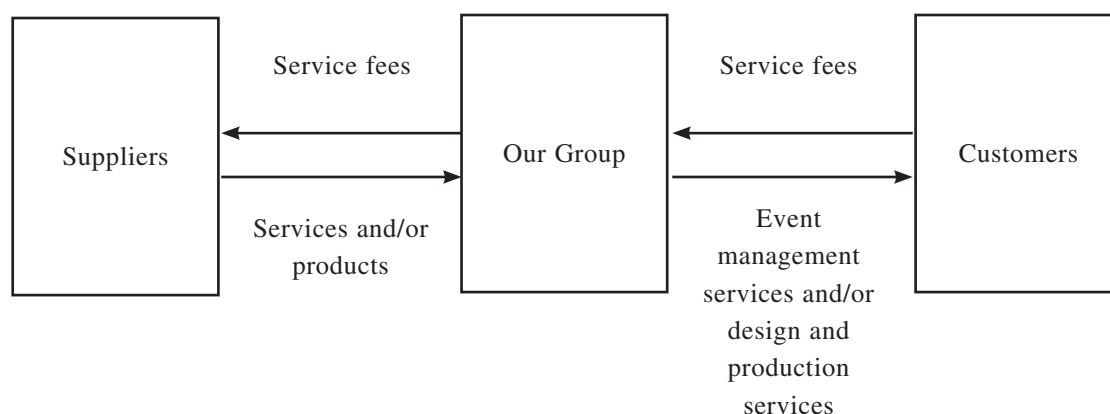 Service fees
Service fees
Suppliers
Our Group
Customers
Services and/or
products
Event
management
services and/or
design and
production
services